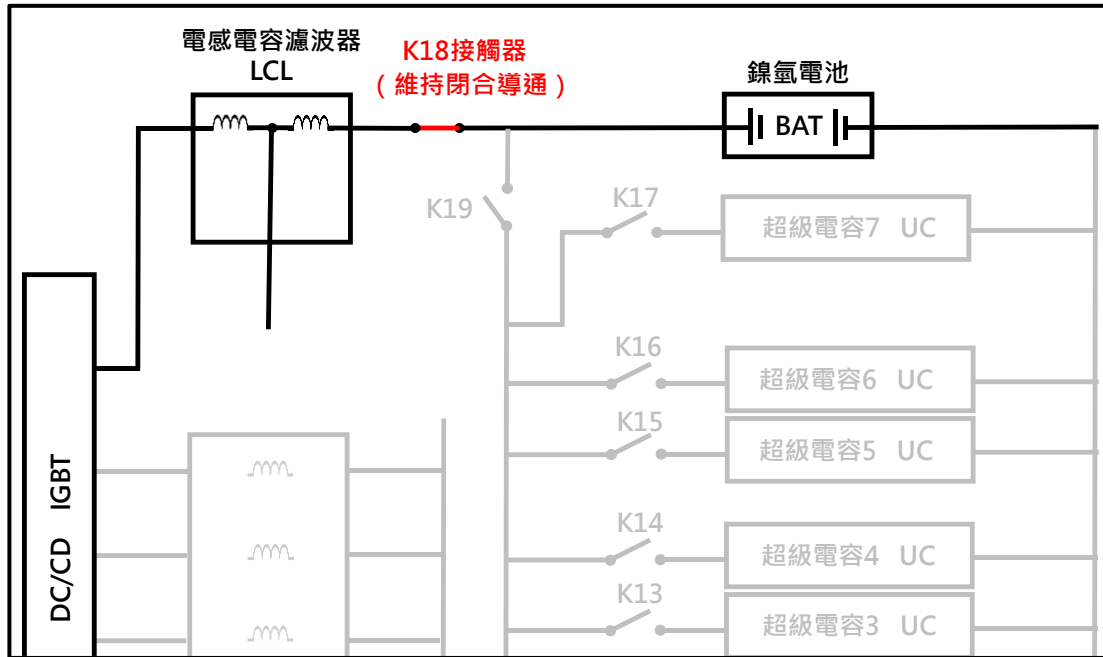 電感電容濾波器
LCL
K18接觸器
（維持閉合導通）
鎳氫電池
BAT
K19
K17
超級電容7 UC
K16
超級電容6 UC
K15
超級電容5 UC
K14
超級電容4 UC
K13
超級電容3 UC
DC/CD IGBT